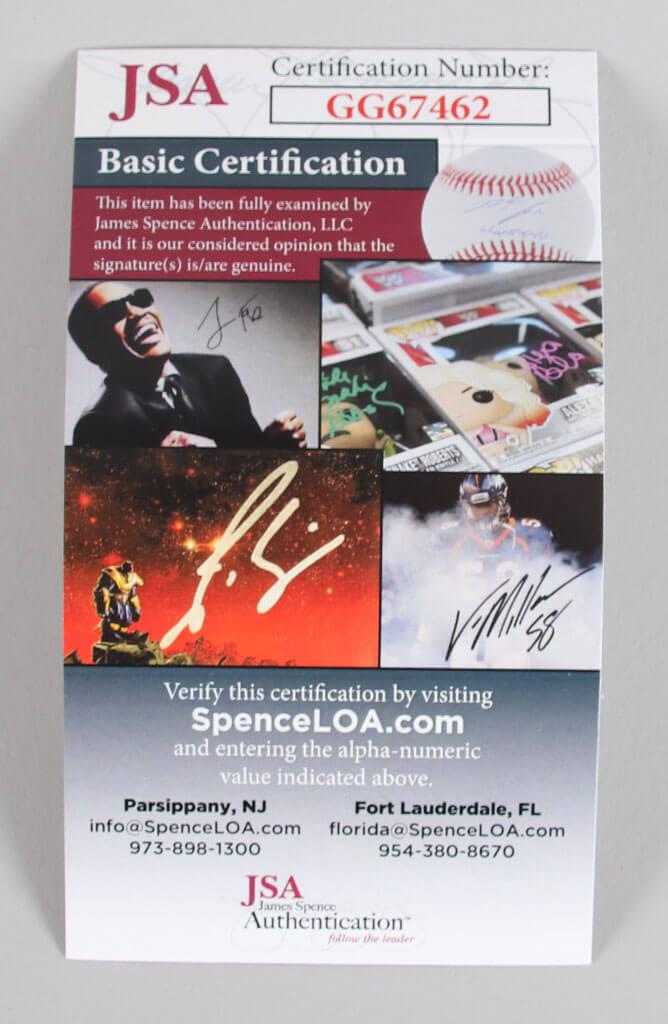 JSA
Certification Number:
GG67462
Basic Certification
This item has been fully examined by
James Spence Authentication, LLC
and it is our considered opinion that the
signature(s) is/are genuine.
V. Miller
58
Verify this certification by visiting
SpenceLOA.com
and entering the alpha-numeric
value indicated above.
Parsippany, NJ
info@SpenceLOA.com
973-898-1300
Fort Lauderdale, FL
florida@SpenceLOA.com
954-380-8670
JSA
James Spence
Authentication™
follow the leader